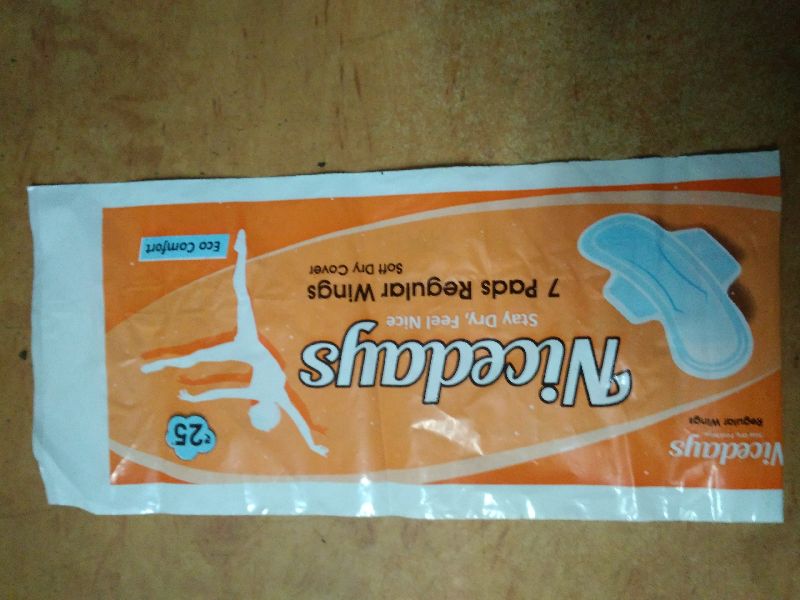 Nicedays
Regular Wings
Nicedays
Stay Dry, Feel Nice
7 Pads Regular Wings
Soft Dry Cover
₹25
Eco Comfort